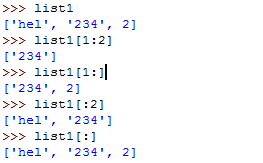 >>> list1
['hel', '234', 2]
>>> list1[1:2]
['234']
>>> list1[1:]
['234', 2]
>>> list1[:2]
['hel', '234']
>>> list1[:]
['hel', '234', 2]